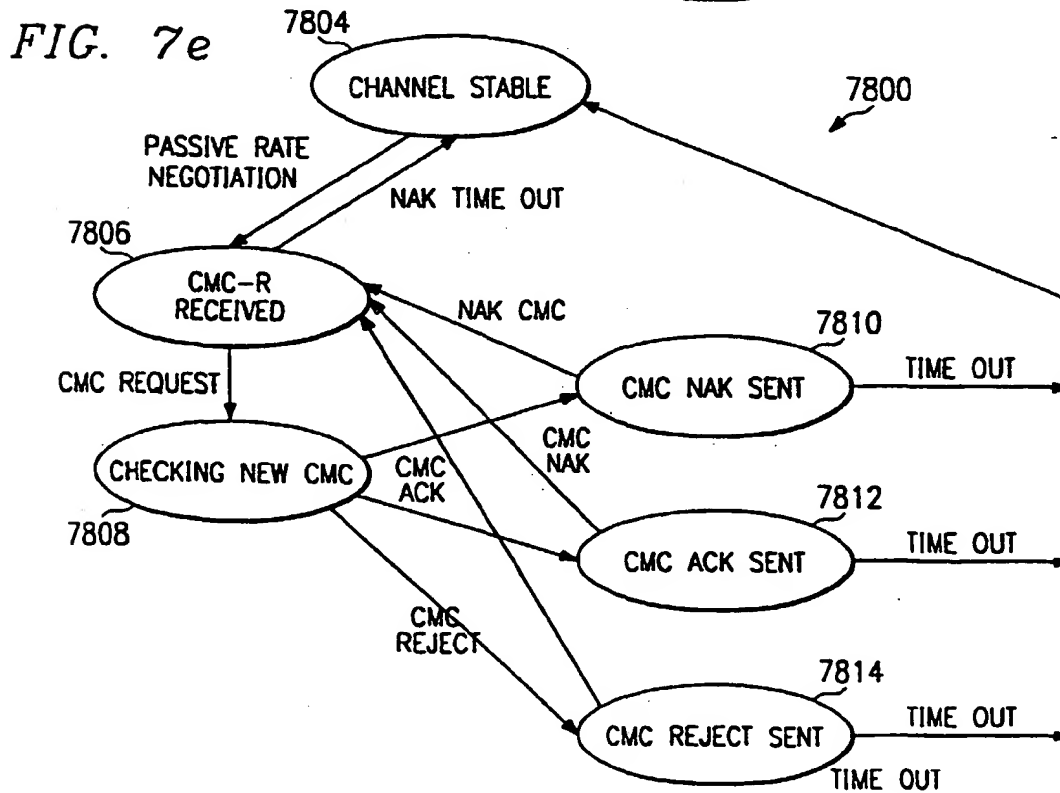 FIG. 7e
7804
CHANNEL STABLE
7800
PASSIVE RATE
NEGOTIATION
NAK TIME OUT
7806
CMC-R
RECEIVED
NAK CMC
7810
CMC REQUEST
CMC NAK SENT
TIME OUT
CMC
NAK
CHECKING NEW CMC
CMC
ACK
7808
7812
CMC ACK SENT
TIME OUT
CMC
REJECT
7814
CMC REJECT SENT
TIME OUT
TIME OUT